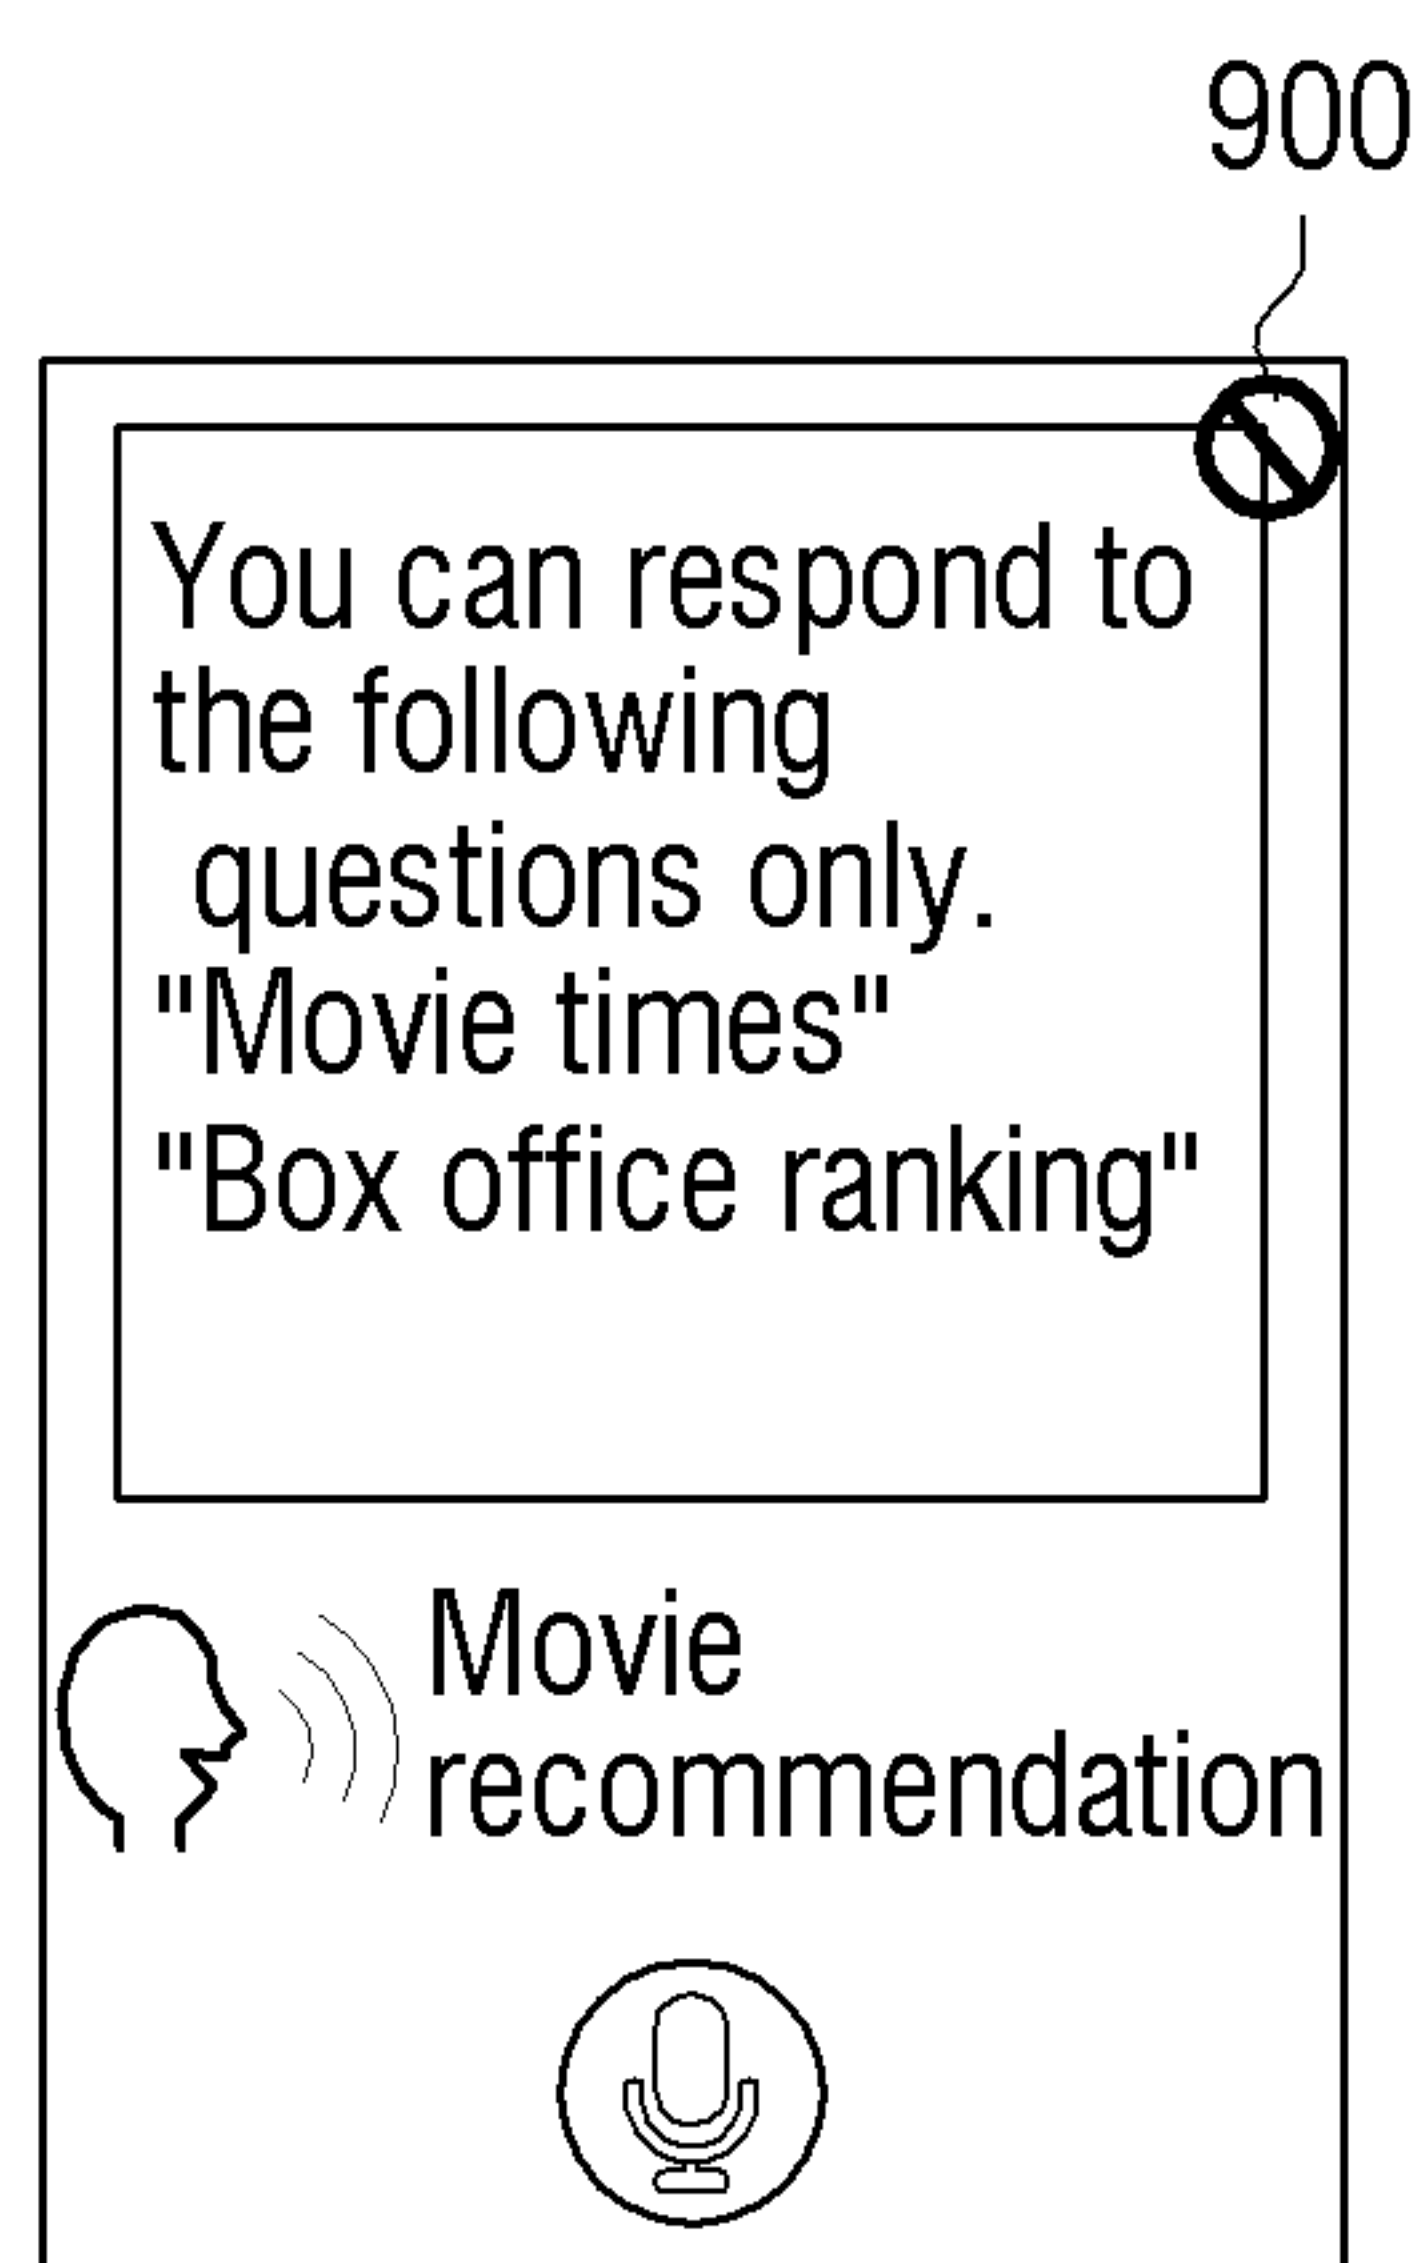 900
You can respond to
the following
questions only.
"Movie times"
"Box office ranking"
Movie
recommendation